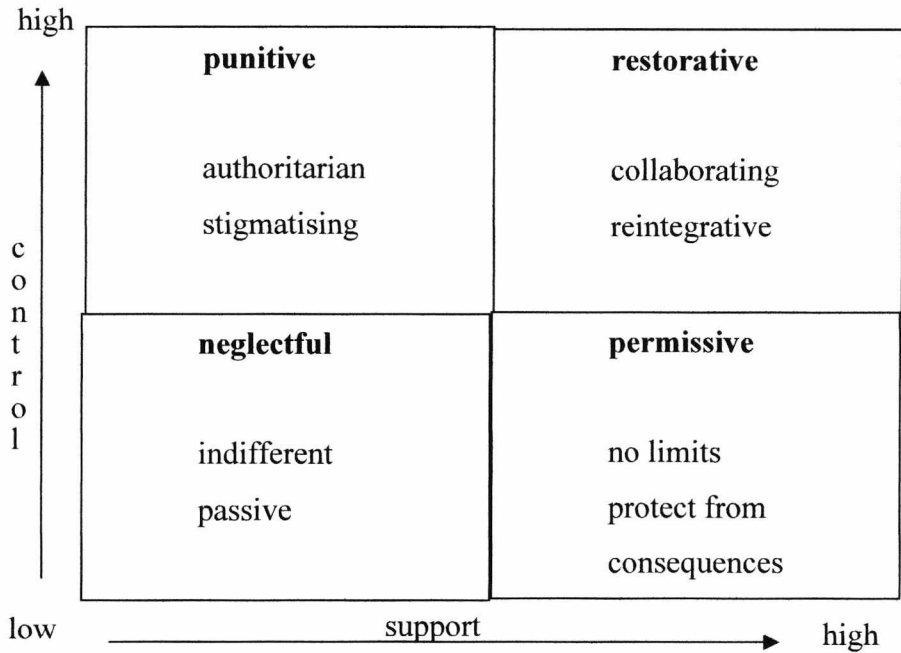 high
punitive
authoritarian
stigmatising
restorative
collaborating
reintegrative
control
neglectful
indifferent
passive
permissive
no limits
protect from
consequences
low
support
high